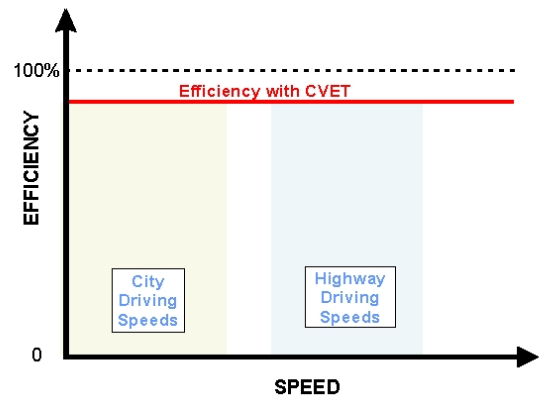 100%
Efficiency with CVET
EFFICIENCY
City
Driving
Speeds
Highway
Driving
Speeds
0
SPEED